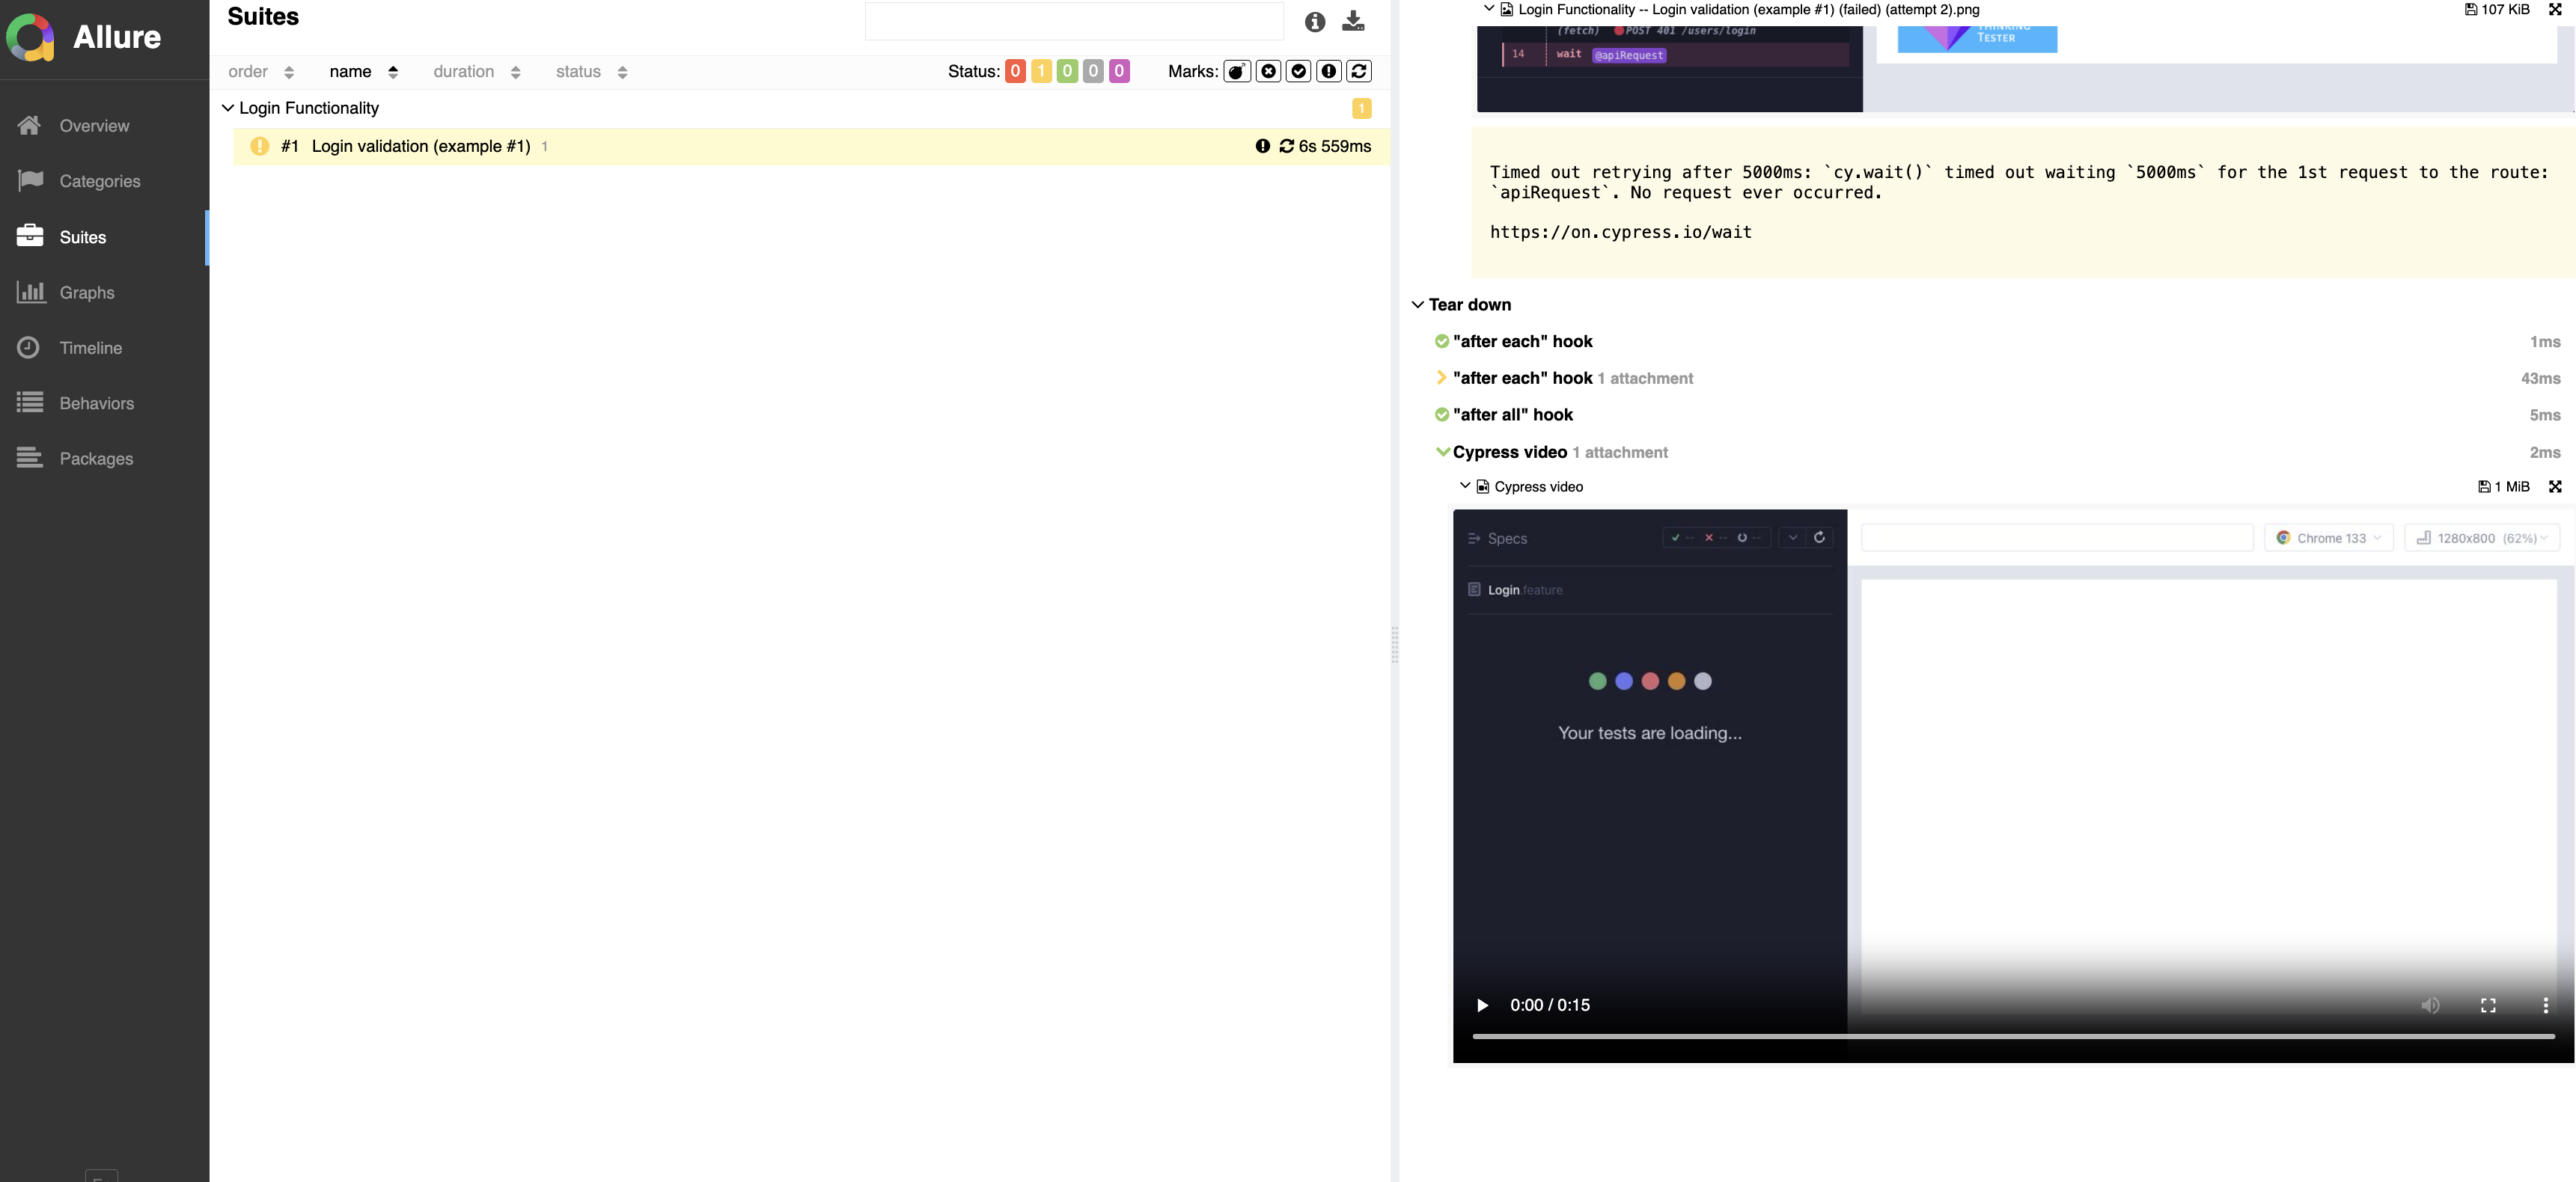 Allure
Overview
Categories
Suites
Graphs
Timeline
Behaviors
Packages
Suites
order name duration status Status: 0 1 0 0 0 Marks:
Login Functionality 1
#1 Login validation (example #1) 1 6s 559ms
Login Functionality -- Login validation (example #1) (failed) (attempt 2).png 107 KiB
(fetch) POST 401 /users/login
14 wait @apiRequest
THINKING
TESTER
Timed out retrying after 5000ms: `cy.wait()` timed out waiting `5000ms` for the 1st request to the route:
`apiRequest`. No request ever occurred.
https://on.cypress.io/wait
Tear down
"after each" hook 1ms
"after each" hook 1 attachment 43ms
"after all" hook 5ms
Cypress video 1 attachment 2ms
Cypress video 1 MiB
Specs -- -- --
Chrome 133 1280x800 (62%)
Login.feature
Your tests are loading...
0:00 / 0:15